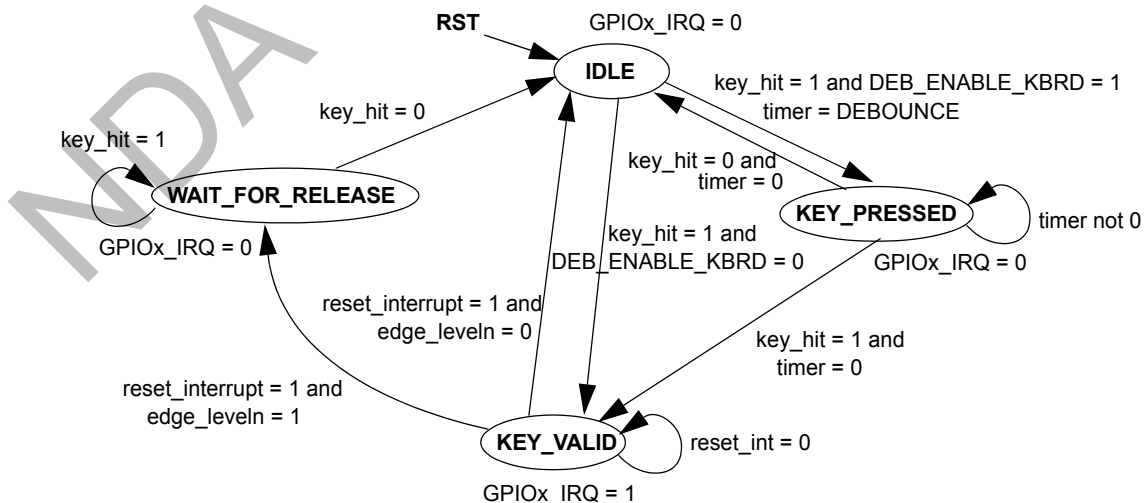 RST
GPIOx_IRQ = 0
IDLE
key_hit = 1 and DEB_ENABLE_KBRD = 1
timer = DEBOUNCE
key_hit = 0
key_hit = 1
key_hit = 0 and
timer = 0
WAIT_FOR_RELEASE
KEY_PRESSED
timer not 0
GPIOx_IRQ = 0
key_hit = 1 and
DEB_ENABLE_KBRD = 0
GPIOx_IRQ = 0
reset_interrupt = 1 and
edge_leveln = 0
key_hit = 1 and
timer = 0
reset_interrupt = 1 and
edge_leveln = 1
KEY_VALID
reset_int = 0
GPIOx_IRQ = 1
NDA